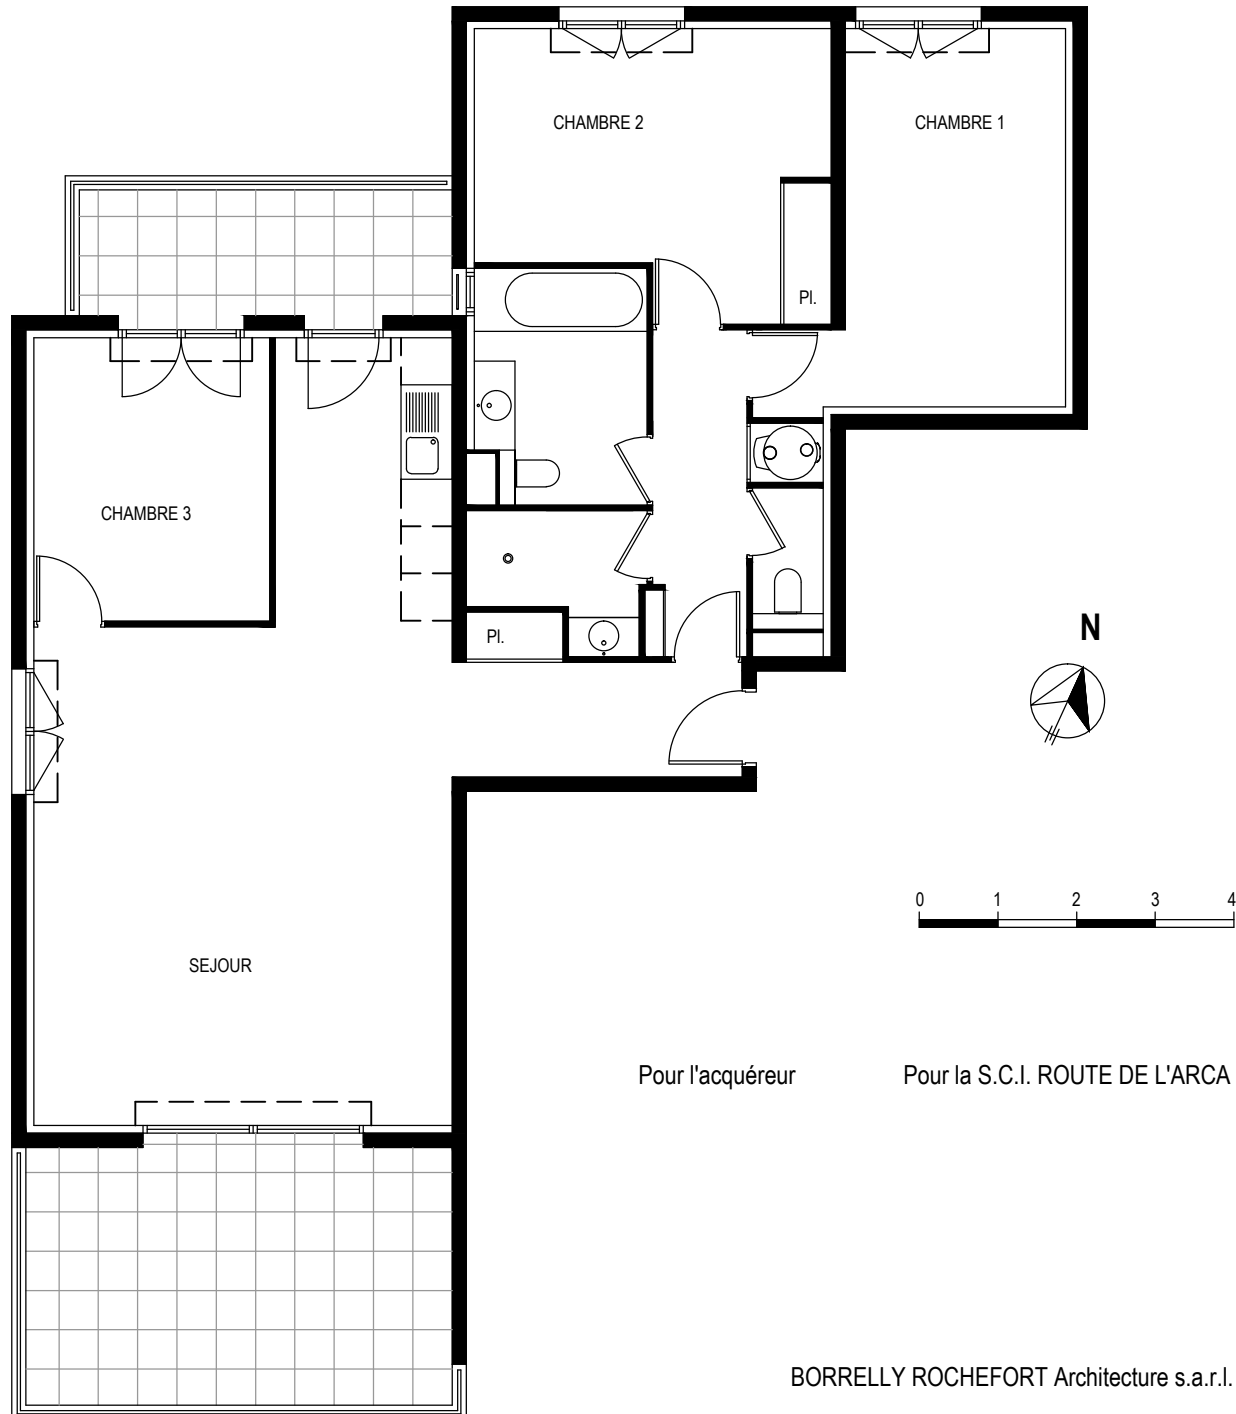 CHAMBRE 2
CHAMBRE 1
Pl.
CHAMBRE 3
Pl.
N
0 1 2 3 4
SEJOUR
Pour l'acquéreur
Pour la S.C.I. ROUTE DE L'ARCA
BORRELLY ROCHEFORT Architecture s.a.r.l.